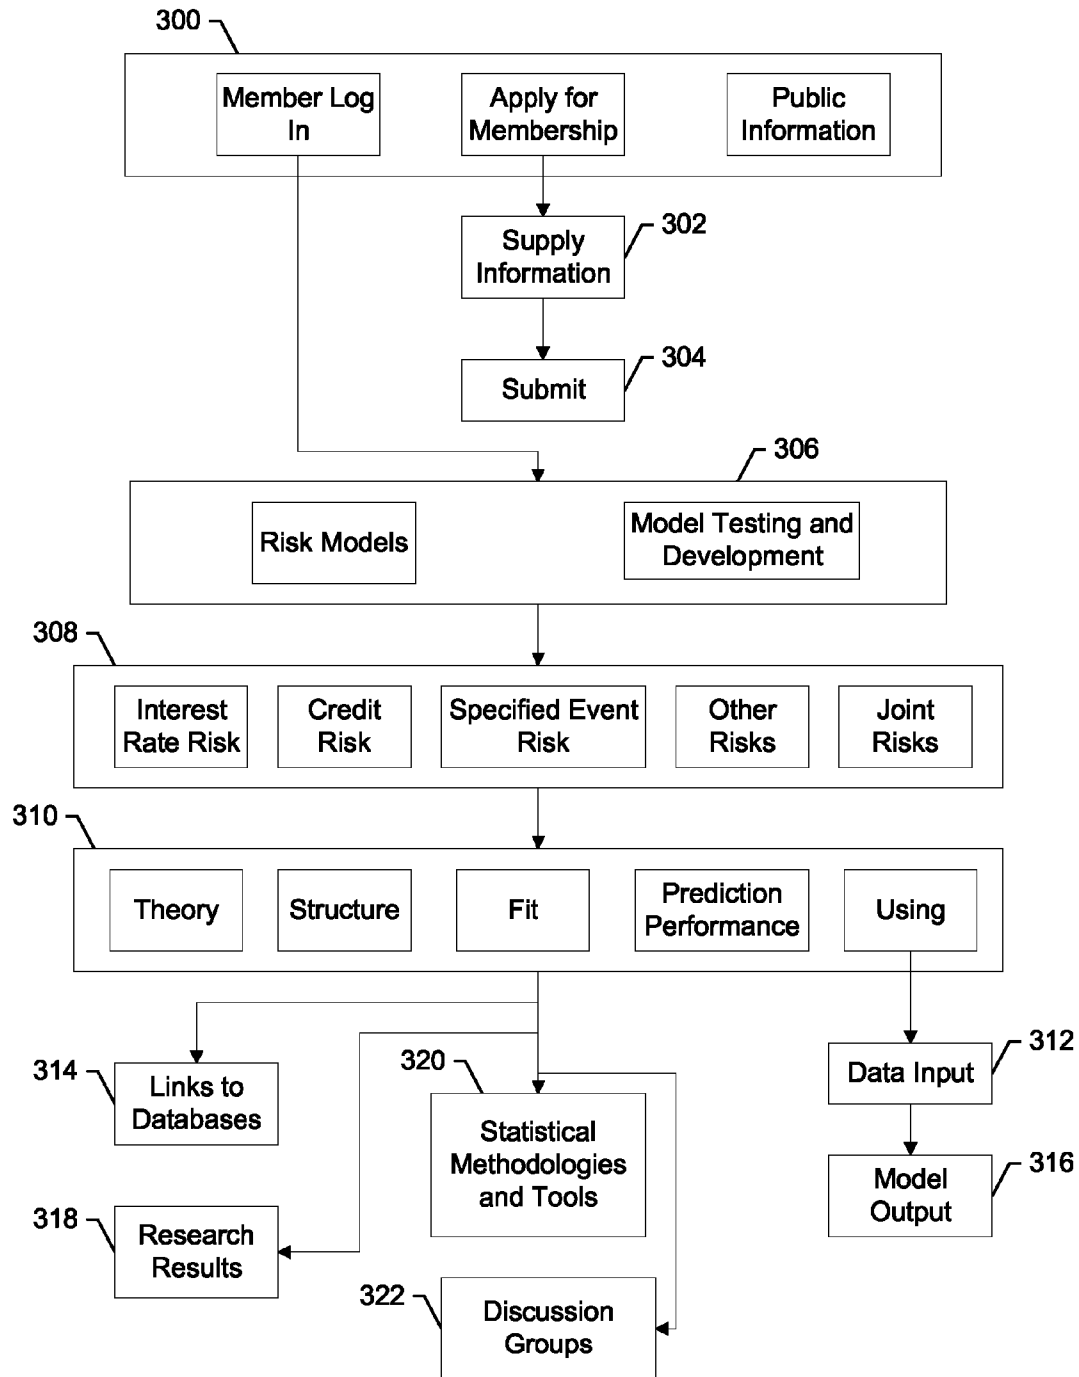 300
Member Log
In
Apply for
Membership
Public
Information
302
Supply
Information
304
Submit
306
Risk Models
Model Testing and
Development
308
Interest
Rate Risk
Credit
Risk
Specified Event
Risk
Other
Risks
Joint
Risks
310
Theory
Structure
Fit
Prediction
Performance
Using
314
Links to
Databases
320
Statistical
Methodologies
and Tools
312
Data Input
316
Model
Output
318
Research
Results
322
Discussion
Groups